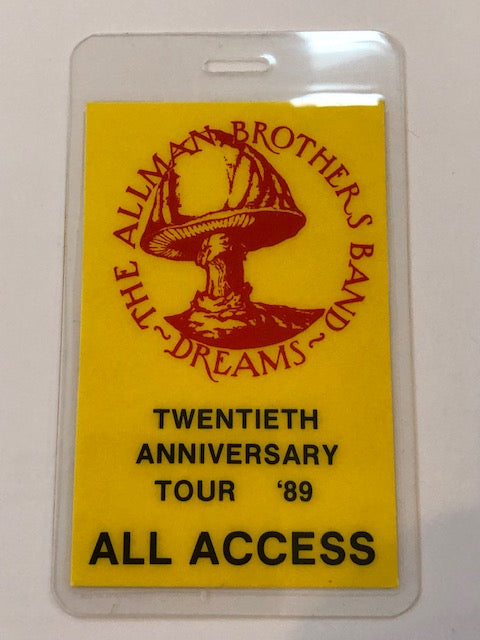 THE ALLMAN BROTHERS BAND
~DREAMS~
TWENTIETH
ANNIVERSARY
TOUR '89
ALL ACCESS